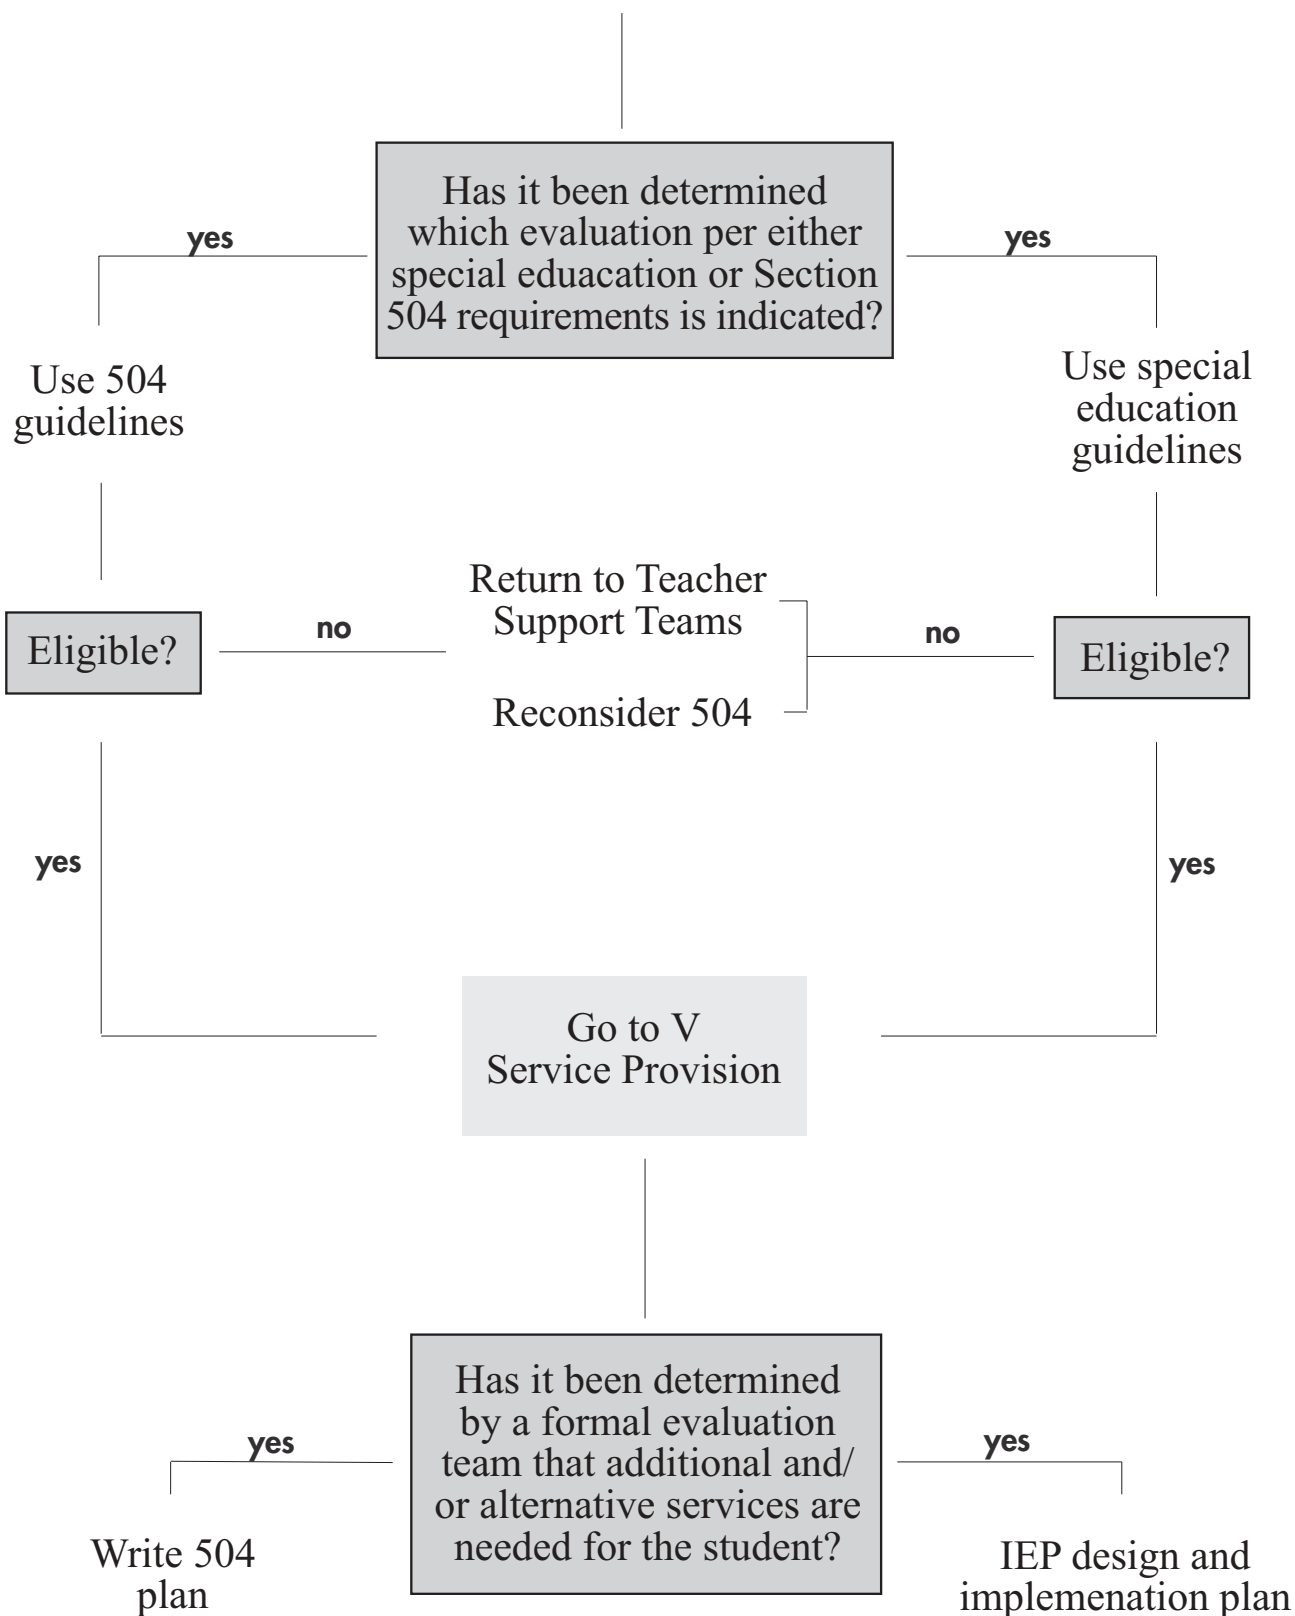 Has it been determined
which evaluation per either
special eduacation or Section
504 requirements is indicated?
yes
yes
Use 504
guidelines
Use special
education
guidelines
Eligible?
no
Return to Teacher
Support Teams
Reconsider 504
no
Eligible?
yes
yes
Go to V
Service Provision
Has it been determined
by a formal evaluation
team that additional and/
or alternative services are
needed for the student?
yes
yes
Write 504
plan
IEP design and
implemenation plan